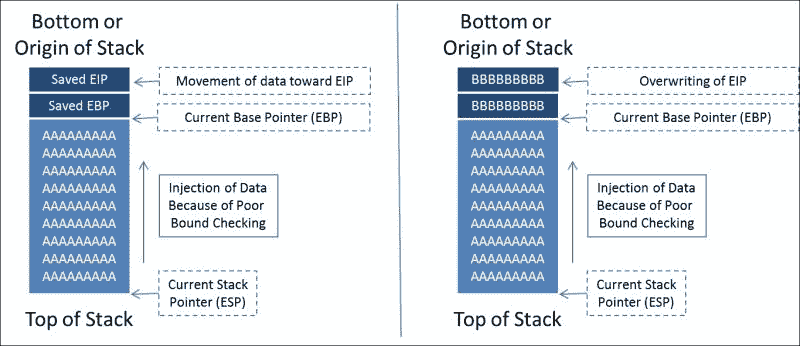 Bottom or
Origin of Stack
Saved EIP
Movement of data toward EIP
Saved EBP
Current Base Pointer (EBP)
AAAAAAAAA
AAAAAAAAA
AAAAAAAAA
AAAAAAAAA
AAAAAAAAA
AAAAAAAAA
AAAAAAAAA
AAAAAAAAA
AAAAAAAAA
Injection of Data
Because of Poor
Bound Checking
Current Stack
Pointer (ESP)
Top of Stack
Bottom or
Origin of Stack
BBBBBBBBB
Overwriting of EIP
BBBBBBBBB
Current Base Pointer (EBP)
AAAAAAAAA
AAAAAAAAA
AAAAAAAAA
AAAAAAAAA
AAAAAAAAA
AAAAAAAAA
AAAAAAAAA
AAAAAAAAA
AAAAAAAAA
Injection of Data
Because of Poor
Bound Checking
Current Stack
Pointer (ESP)
Top of Stack